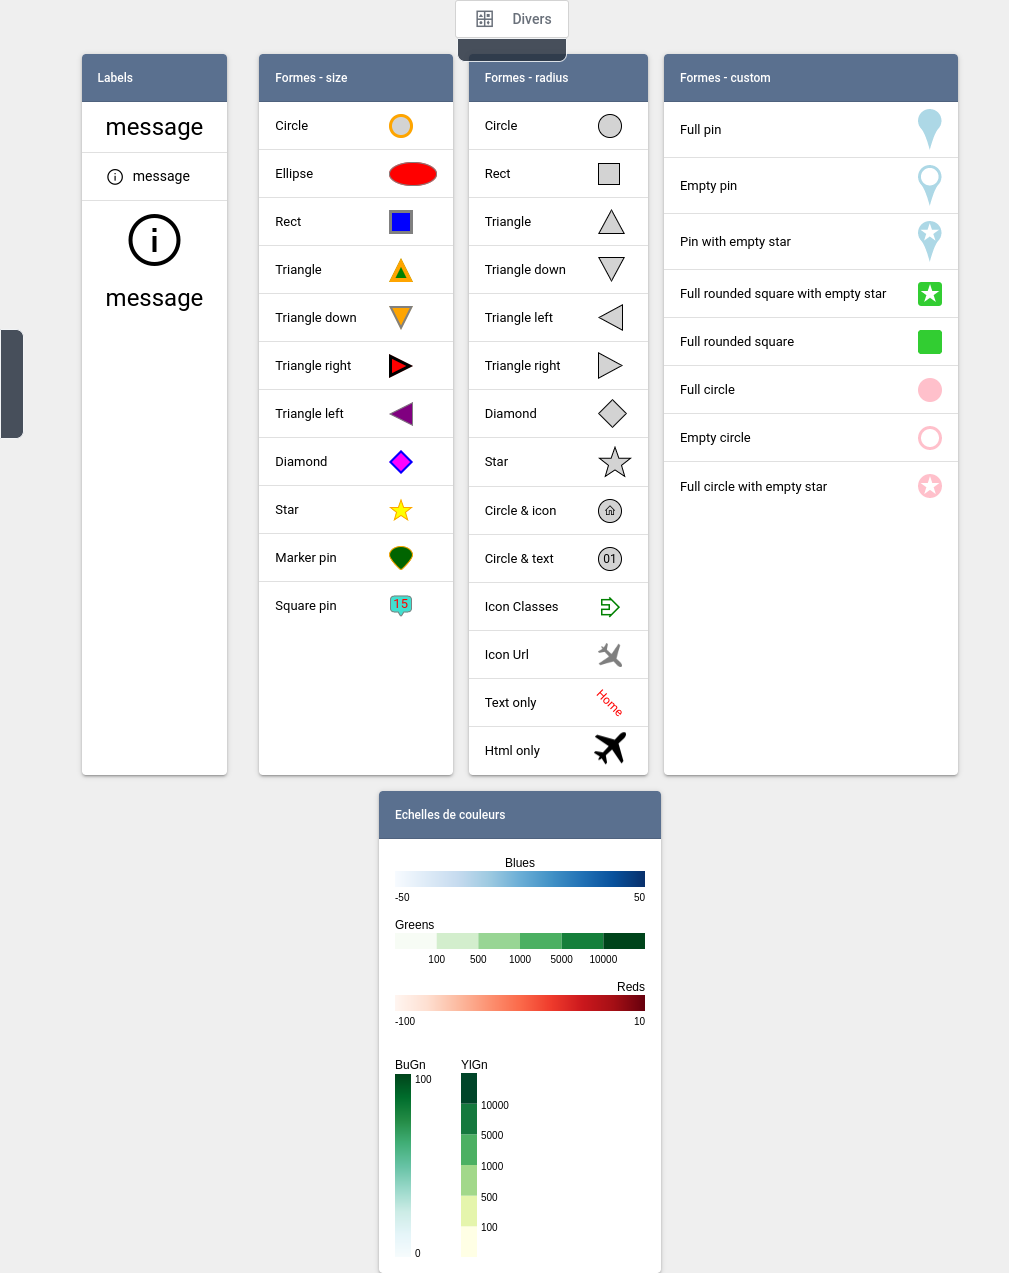 Divers
Labels
message
message
message
Formes - size
Circle
Ellipse
Rect
Triangle
Triangle down
Triangle right
Triangle left
Diamond
Star
Marker pin
Square pin
15
Formes - radius
Circle
Rect
Triangle
Triangle down
Triangle left
Triangle right
Diamond
Star
Circle & icon
Circle & text
01
Icon Classes
Icon Url
Text only
Home
Html only
Formes - custom
Full pin
Empty pin
Pin with empty star
Full rounded square with empty star
Full rounded square
Full circle
Empty circle
Full circle with empty star
Echelles de couleurs
Blues
-50 50
Greens
100 500 1000 5000 10000
Reds
-100 10
BuGn
100
0
YlGn
10000
5000
1000
500
100